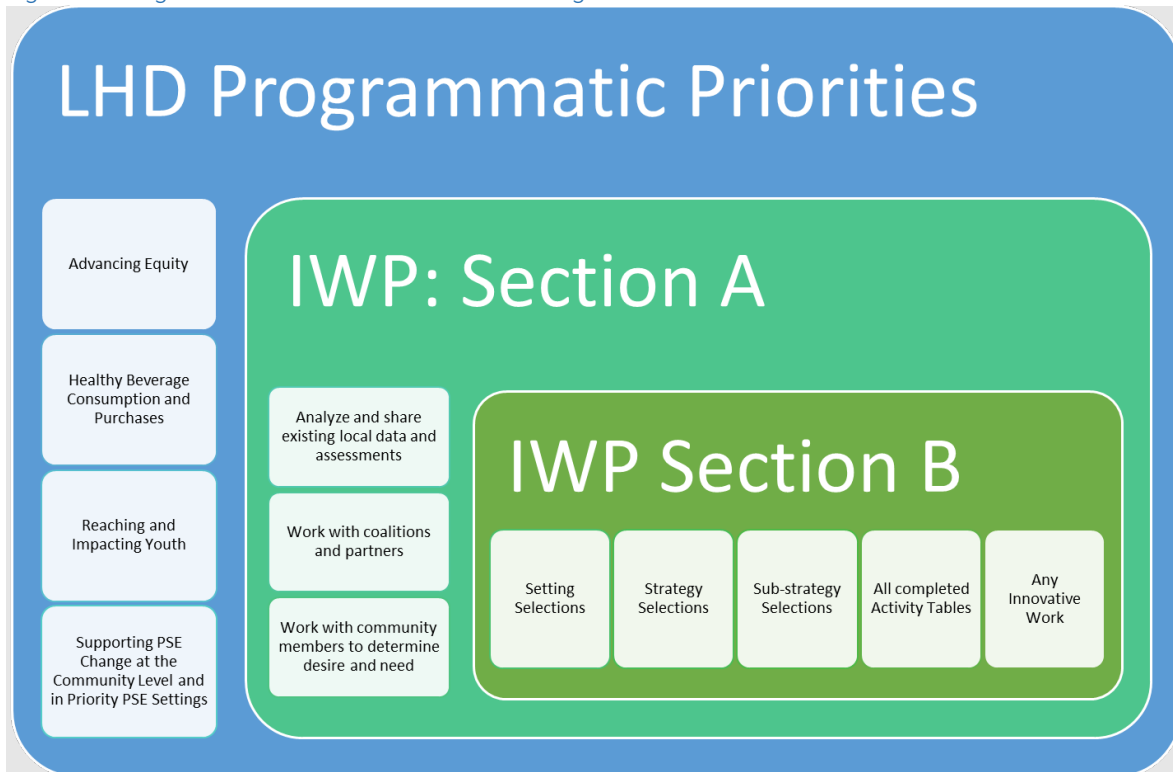 LHD Programmatic Priorities
Advancing Equity
Healthy Beverage
Consumption and
Purchases
Reaching and
Impacting Youth
Supporting PSE
Change at the
Community Level and
in Priority PSE Settings
IWP: Section A
Analyze and share
existing local data and
assessments
Work with coalitions
and partners
Work with community
members to determine
desire and need
IWP Section B
Setting
Selections
Strategy
Selections
Sub-strategy
Selections
All completed
Activity Tables
Any
Innovative
Work